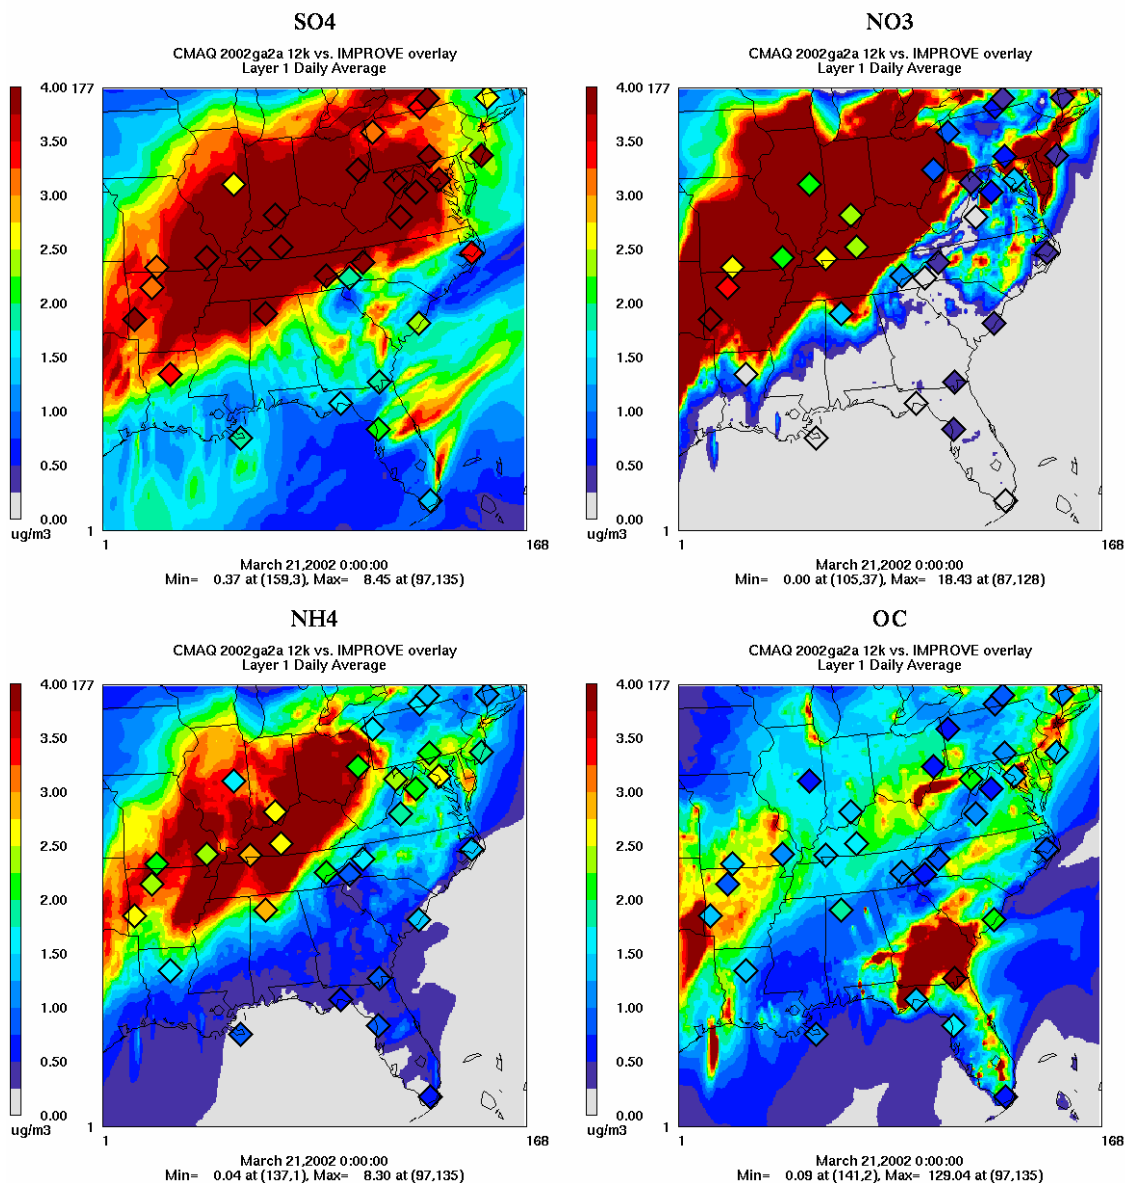 SO4
CMAQ 2002ga2a 12k vs. IMPROVE overlay
Layer 1 Daily Average
4.00 177
3.50
3.00
2.50
2.00
1.50
1.00
0.50
0.00
ug/m3
1
1
168
March 21,2002 0:00:00
Min= 0.37 at (159,3), Max= 8.45 at (97,135)
NO3
CMAQ 2002ga2a 12k vs. IMPROVE overlay
Layer 1 Daily Average
4.00 177
3.50
3.00
2.50
2.00
1.50
1.00
0.50
0.00
ug/m3
1
1
168
March 21,2002 0:00:00
Min= 0.00 at (105,37), Max= 18.43 at (87,128)
NH4
CMAQ 2002ga2a 12k vs. IMPROVE overlay
Layer 1 Daily Average
4.00 177
3.50
3.00
2.50
2.00
1.50
1.00
0.50
0.00
ug/m3
1
1
168
March 21,2002 0:00:00
Min= 0.04 at (137,1), Max= 8.30 at (97,135)
OC
CMAQ 2002ga2a 12k vs. IMPROVE overlay
Layer 1 Daily Average
4.00 177
3.50
3.00
2.50
2.00
1.50
1.00
0.50
0.00
ug/m3
1
1
168
March 21,2002 0:00:00
Min= 0.09 at (141,2), Max= 129.04 at (97,135)